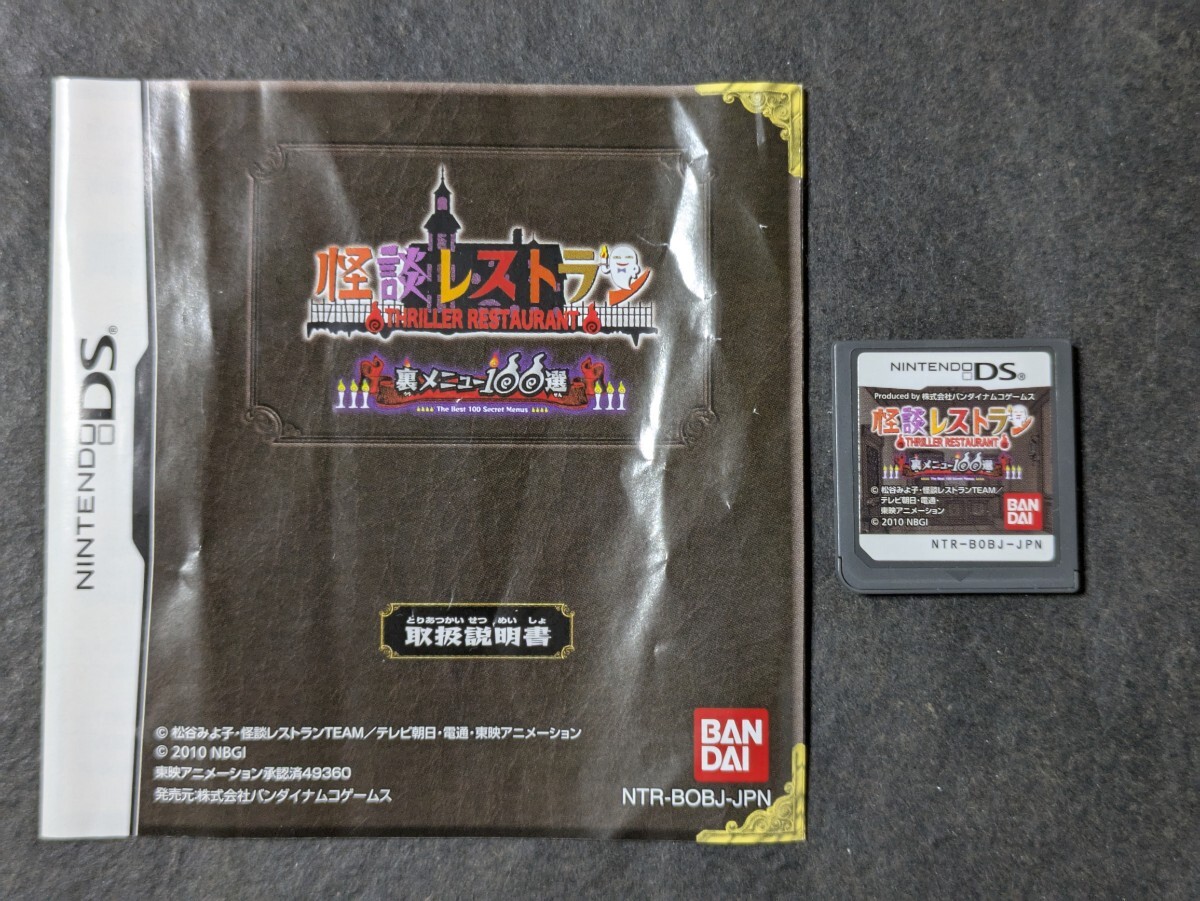 NINTENDO DS®
怪談レストラン
THRILLER RESTAURANT
裏メニュー100選
The Best 100 Secret Menus
とりあつかい せつ めい しょ
取扱説明書
© 松谷みよ子・怪談レストランTEAM／テレビ朝日・電通・東映アニメーション
© 2010 NBGI
東映アニメーション承認済49360
発売元:株式会社バンダイナムコゲームス
BAN
DAI
NTR-BOBJ-JPN
NINTENDO DS®
Produced by 株式会社バンダイナムコゲームス
怪談レストラン
THRILLER RESTAURANT
裏メニュー100選
The Best 100 Secret Menus
© 松谷みよ子・怪談レストランTEAM／
テレビ朝日・電通・
東映アニメーション
© 2010 NBGI
BAN
DAI
NTR-BOBJ-JPN